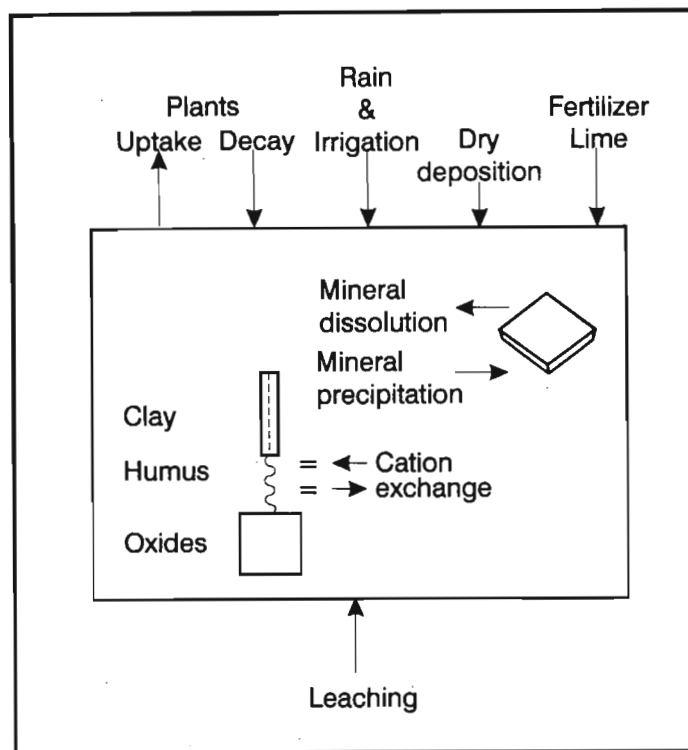 Plants
Uptake Decay
Rain
&
Irrigation
Dry
deposition
Fertilizer
Lime
Mineral
dissolution
Mineral
precipitation
Clay
Humus
Oxides
= Cation
= exchange
Leaching